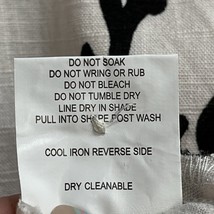 DO NOT SOAK
DO NOT WRING OR RUB
DO NOT BLEACH
DO NOT TUMBLE DRY
LINE DRY IN SHADE
PULL INTO SHAPE POST WASH
COOL IRON REVERSE SIDE
DRY CLEANABLE